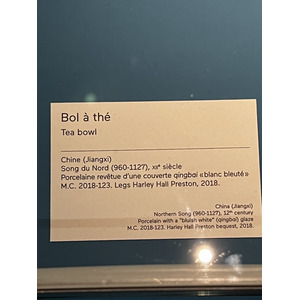 Bol à thé
Tea bowl
Chine (Jiangxi)
Song du Nord (960-1127), XIIᵉ siècle
Porcelaine revêtue d'une couverte qingbai « blanc bleuté »
M.C. 2018-123. Legs Harley Hall Preston, 2018.
China (Jiangxi)
Northern Song (960-1127), 12th century
Porcelain with a "bluish white" (qingbai) glaze
M.C. 2018-123. Harley Hall Preston bequest, 2018.